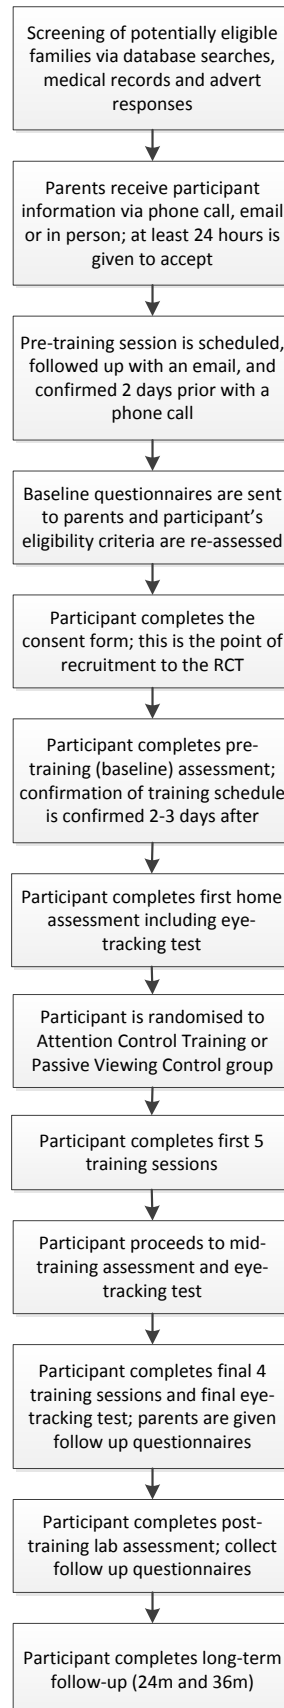 Screening of potentially eligible
families via database searches,
medical records and advert
responses
Parents receive participant
information via phone call, email
or in person; at least 24 hours is
given to accept
Pre-training session is scheduled,
followed up with an email, and
confirmed 2 days prior with a
phone call
Baseline questionnaires are sent
to parents and participant's
eligibility criteria are re-assessed
Participant completes the
consent form; this is the point of
recruitment to the RCT
Participant completes pre-
training (baseline) assessment;
confirmation of training schedule
is confirmed 2-3 days after
Participant completes first home
assessment including eye-
tracking test
Participant is randomised to
Attention Control Training or
Passive Viewing Control group
Participant completes first 5
training sessions
Participant proceeds to mid-
training assessment and eye-
tracking test
Participant completes final 4
training sessions and final eye-
tracking test; parents are given
follow up questionnaires
Participant completes post-
training lab assessment; collect
follow up questionnaires
Participant completes long-term
follow-up (24m and 36m)